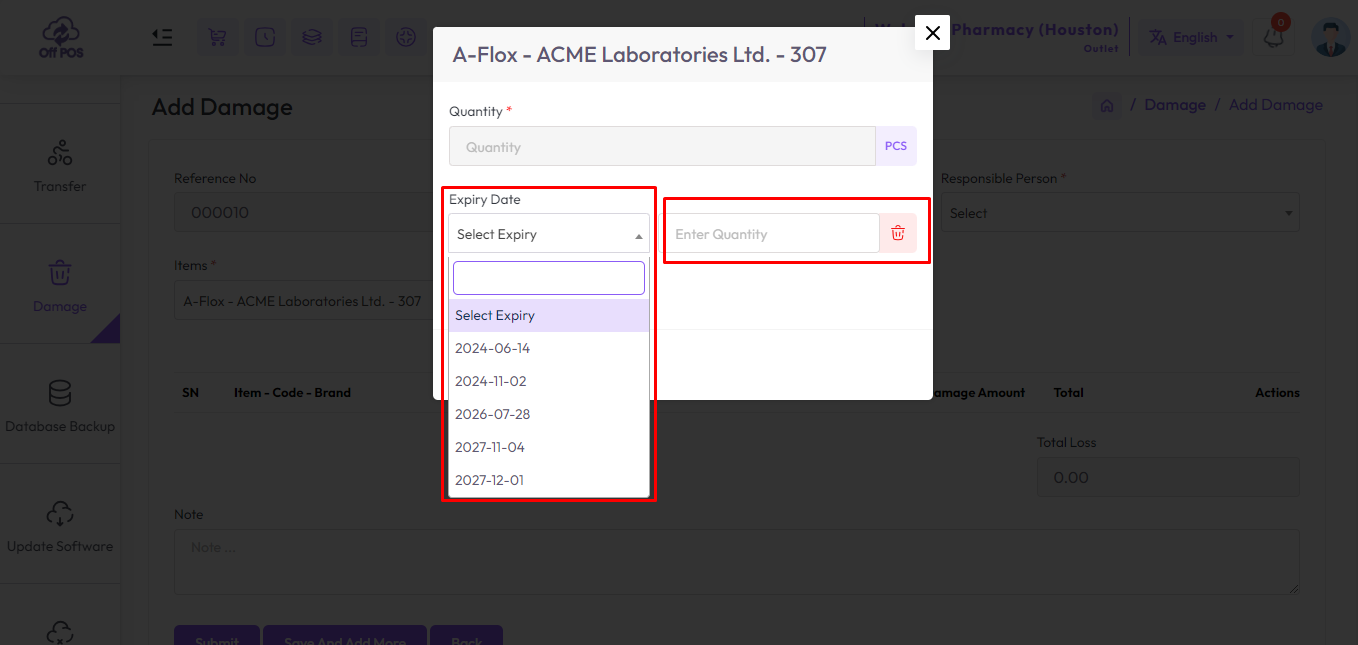 Off POS
Pharmacy (Houston)
Outlet
English
0
A-Flox - ACME Laboratories Ltd. - 307
Add Damage
/ Damage / Add Damage
Transfer
Damage
Database Backup
Update Software
Quantity *
Quantity
PCS
Reference No
000010
Responsible Person *
Select
Expiry Date
Select Expiry
Enter Quantity
Items *
A-Flox - ACME Laboratories Ltd. - 307
Select Expiry
2024-06-14
2024-11-02
2026-07-28
2027-11-04
2027-12-01
SN
Item - Code - Brand
amage Amount
Total
Actions
Total Loss
0.00
Note
Note ...
Submit
Save And Add More
Back